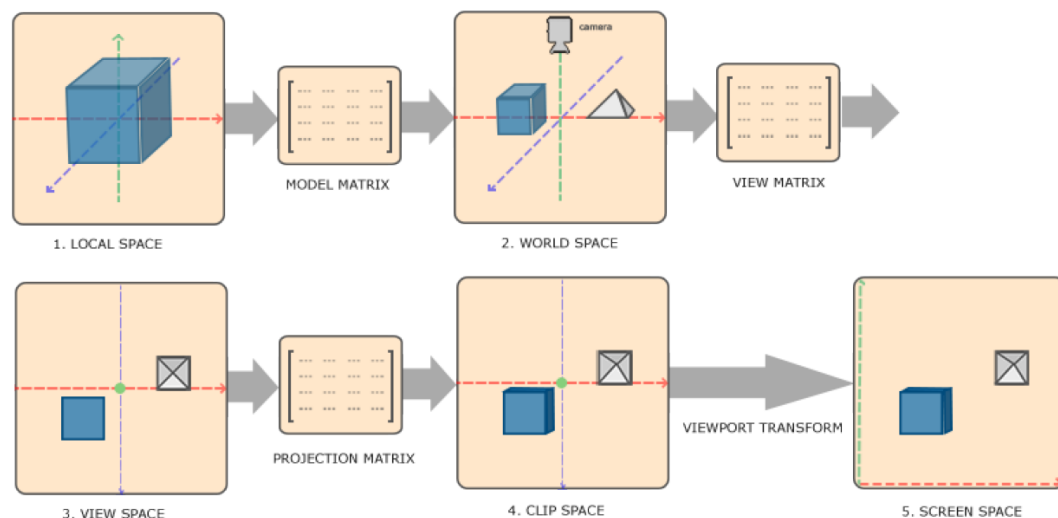 camera
MODEL MATRIX
VIEW MATRIX
1. LOCAL SPACE
2. WORLD SPACE
PROJECTION MATRIX
VIEWPORT TRANSFORM
3. VIEW SPACE
4. CLIP SPACE
5. SCREEN SPACE